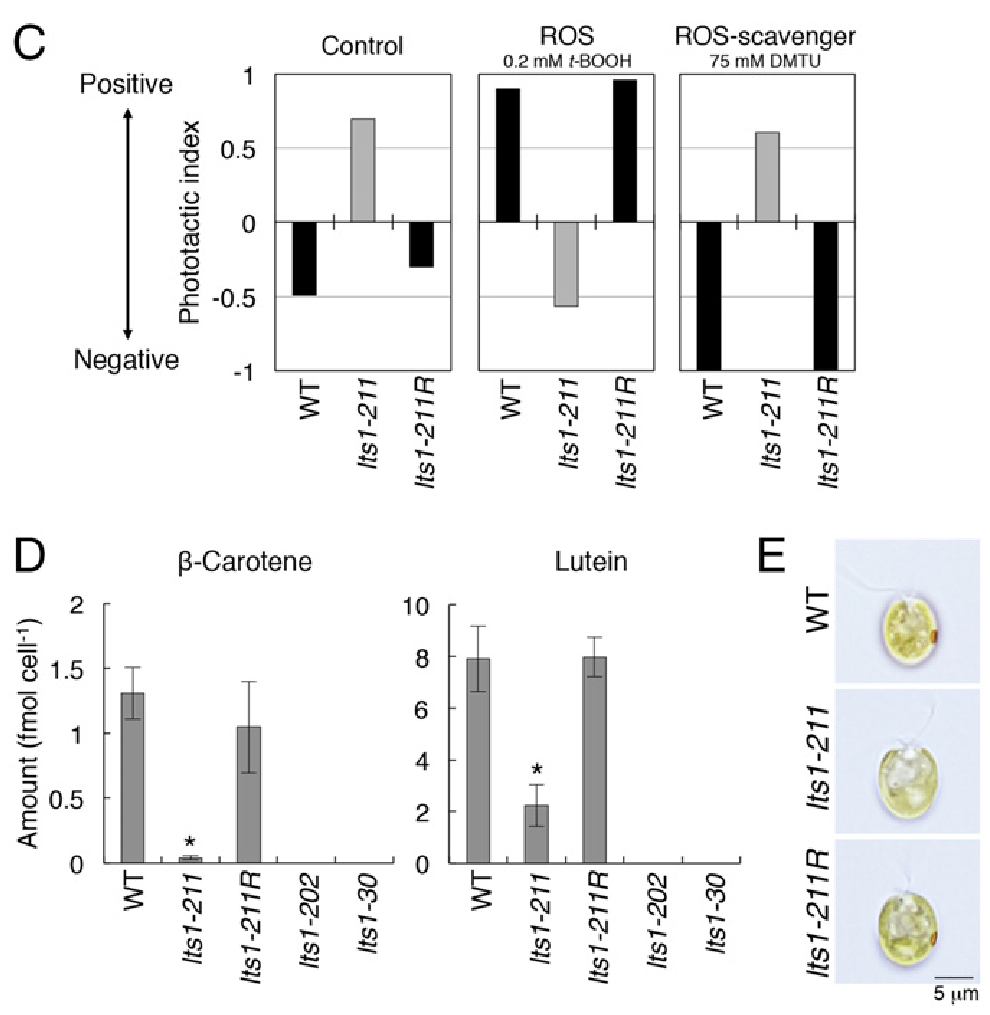 C
Control
ROS
0.2 mM t-BOOH
ROS-scavenger
75 mM DMTU
Positive
Negative
Phototactic index
1
0.5
0
-0.5
-1
WT
lts1-211
lts1-211R
WT
lts1-211
lts1-211R
WT
lts1-211
lts1-211R
D
β-Carotene
Amount (fmol cell⁻¹)
2
1.5
1
0.5
0
*
WT
lts1-211
lts1-211R
lts1-202
lts1-30
Lutein
10
8
6
4
2
0
*
WT
lts1-211
lts1-211R
lts1-202
lts1-30
E
WT
lts1-211
lts1-211R
5 μm